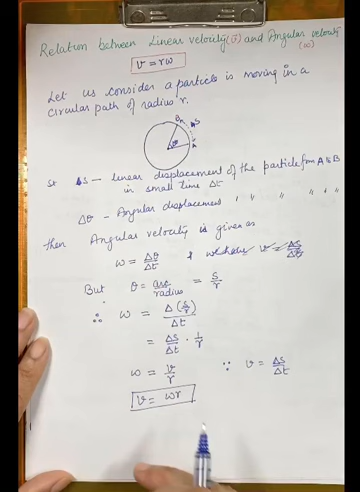 Relation between Linear velocity (v⃗) and Angular velocity (ω)
v = rω
Let us consider a particle is moving in a
circular path of radius r.
B
ΔS
r
Δθ
A
ΔS — linear displacement of the particle from A to B
in small time Δt
Δθ - Angular displacement " " " " " "
then Angular velocity is given as
ω = Δθ/Δt & v = ΔS/Δt
But θ = arc/radius = S/r
∴ ω = Δ(S/r)/Δt
= ΔS/Δt · 1/r
ω = v/r ∵ v = ΔS/Δt
v = ωr